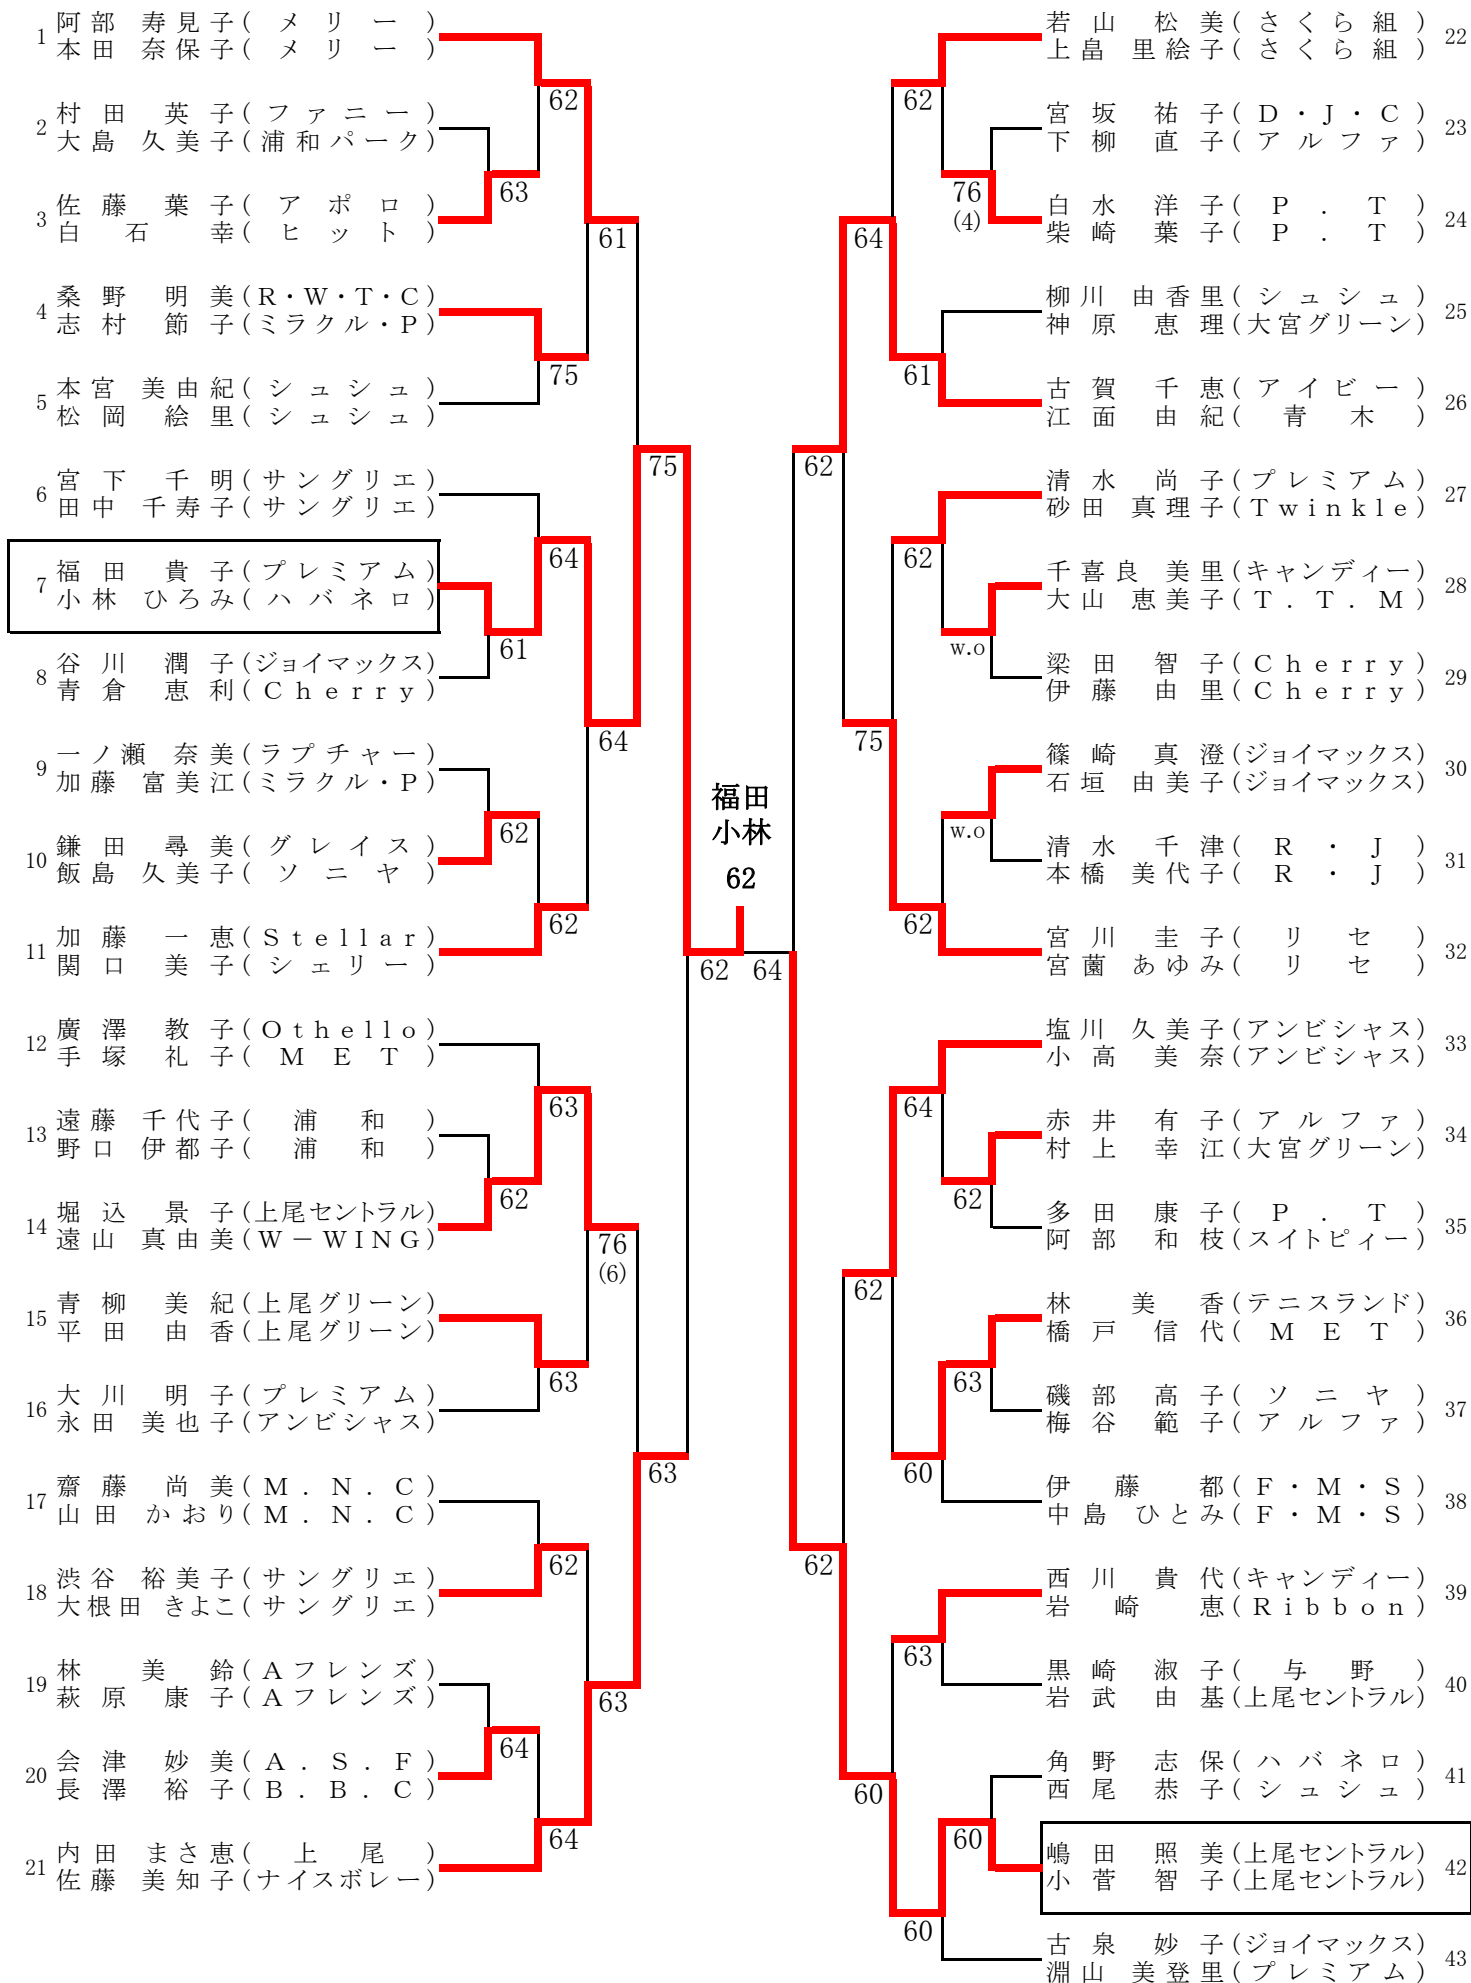 1 阿部 寿見子(メリー)
本田 奈保子(メリー)
2 村田 英子(ファニー)
大島 久美子(浦和パーク)
3 佐藤 葉子(アポロ)
白石 幸(ヒット)
4 桑野 明美(R・W・T・C)
志村 節子(ミラクル・P)
5 本宮 美由紀(シュシュ)
松岡 絵里(シュシュ)
6 宮下 千明(サングリエ)
田中 千寿子(サングリエ)
7 福田 貴子(プレミアム)
小林 ひろみ(ハバネロ)
8 谷川 潤子(ジョイマックス)
青倉 恵利(Cherry)
9 一ノ瀬 奈美(ラプチャー)
加藤 富美江(ミラクル・P)
10 鎌田 尋美(グレイス)
飯島 久美子(ソニヤ)
11 加藤 一恵(Stellar)
関口 美子(シェリー)
12 廣澤 教子(Othello)
手塚 礼子(MET)
13 遠藤 千代子(浦和)
野口 伊都子(浦和)
14 堀込 景子(上尾セントラル)
遠山 真由美(W-WING)
15 青柳 美紀(上尾グリーン)
平田 由香(上尾グリーン)
16 大川 明子(プレミアム)
永田 美也子(アンビシャス)
17 齋藤 尚美(M.N.C)
山田 かおり(M.N.C)
18 渋谷 裕美子(サングリエ)
大根田 きよこ(サングリエ)
19 林 美鈴(Aフレンズ)
萩原 康子(Aフレンズ)
20 会津 妙美(A.S.F)
長澤 裕子(B.B.C)
21 内田 まさ恵(上尾)
佐藤 美知子(ナイスボレー)
62
63
61
75
75
64
61
64
62
62
63
62
76
(6)
63
63
62
63
64
64
福田
小林
62
62 64
62
76
(4)
64
61
62
62
w.o
75
w.o
62
64
62
62
63
60
62
63
60
60
60
若山 松美(さくら組) 22
上畠 里絵子(さくら組)
宮坂 祐子(D・J・C) 23
下柳 直子(アルファ)
白水 洋子(P.T) 24
柴崎 葉子(P.T)
柳川 由香里(シュシュ) 25
神原 恵理(大宮グリーン)
古賀 千恵(アイビー) 26
江面 由紀(青木)
清水 尚子(プレミアム) 27
砂田 真理子(Twinkle)
千喜良 美里(キャンディー) 28
大山 恵美子(T.T.M)
梁田 智子(Cherry) 29
伊藤 由里(Cherry)
篠崎 真澄(ジョイマックス) 30
石垣 由美子(ジョイマックス)
清水 千津(R・J) 31
本橋 美代子(R・J)
宮川 圭子(リセ) 32
宮薗 あゆみ(リセ)
塩川 久美子(アンビシャス) 33
小高 美奈(アンビシャス)
赤井 有子(アルファ) 34
村上 幸江(大宮グリーン)
多田 康子(P.T) 35
阿部 和枝(スイトピィー)
林 美香(テニスランド) 36
橋戸 信代(MET)
磯部 高子(ソニヤ) 37
梅谷 範子(アルファ)
伊藤 都(F・M・S) 38
中島 ひとみ(F・M・S)
西川 貴代(キャンディー) 39
岩崎 恵(Ribbon)
黒崎 淑子(与野) 40
岩武 由基(上尾セントラル)
角野 志保(ハバネロ) 41
西尾 恭子(シュシュ)
嶋田 照美(上尾セントラル) 42
小菅 智子(上尾セントラル)
古泉 妙子(ジョイマックス) 43
淵山 美登里(プレミアム)